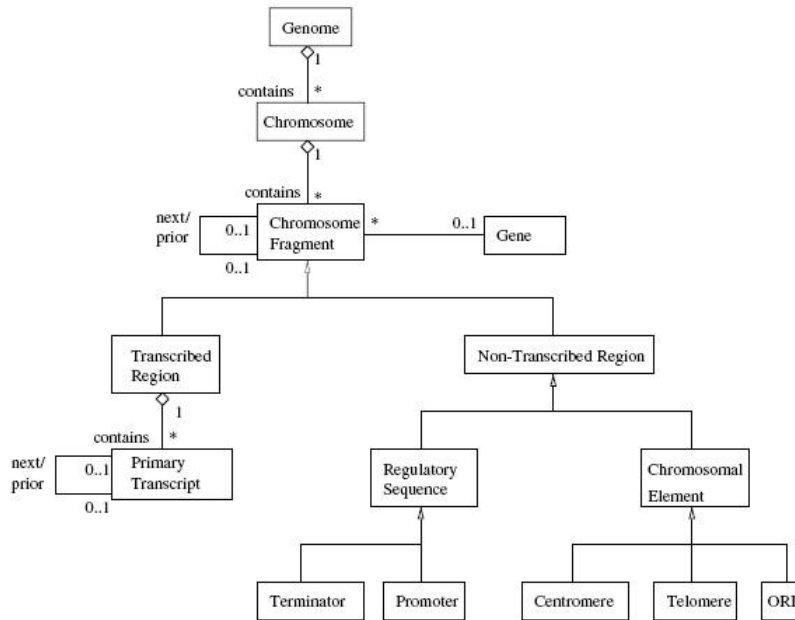 Genome
1
contains
*
Chromosome
1
contains
*
next/
prior
0..1
0..1
Chromosome
Fragment
*
0..1
Gene
Transcribed
Region
1
contains
*
next/
prior
0..1
0..1
Primary
Transcript
Non-Transcribed Region
Regulatory
Sequence
Chromosomal
Element
Terminator
Promoter
Centromere
Telomere